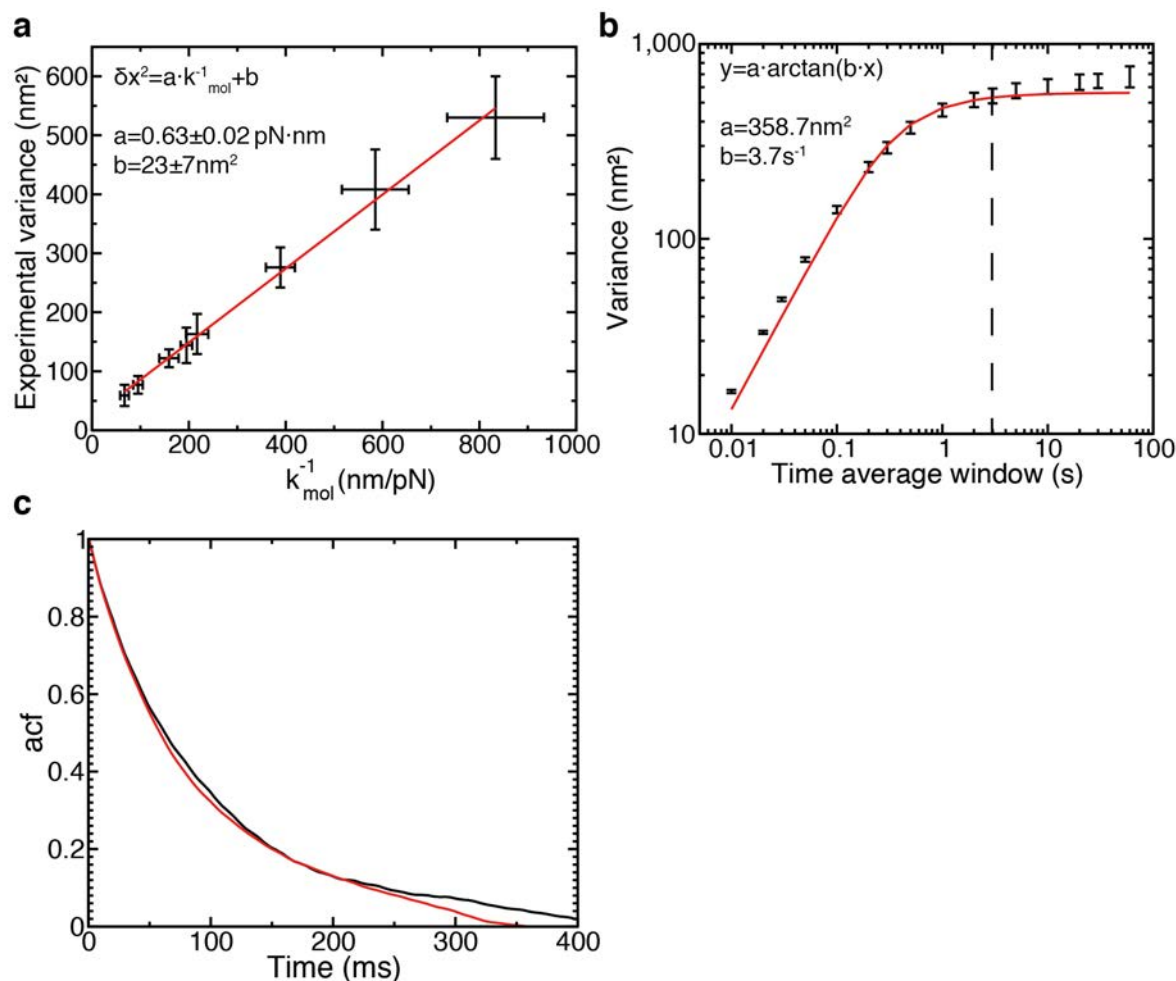 a
δx²=a·k⁻¹mol+b
a=0.63±0.02 pN·nm
b=23±7nm²
Experimental variance (nm²)
600
500
400
300
200
100
0
0 200 400 600 800 1000
k⁻¹mol (nm/pN)
b
y=a·arctan(b·x)
a=358.7nm²
b=3.7s⁻¹
Variance (nm²)
1,000
100
10
0.01 0.1 1 10 100
Time average window (s)
c
acf
1
0.8
0.6
0.4
0.2
0
0 100 200 300 400
Time (ms)